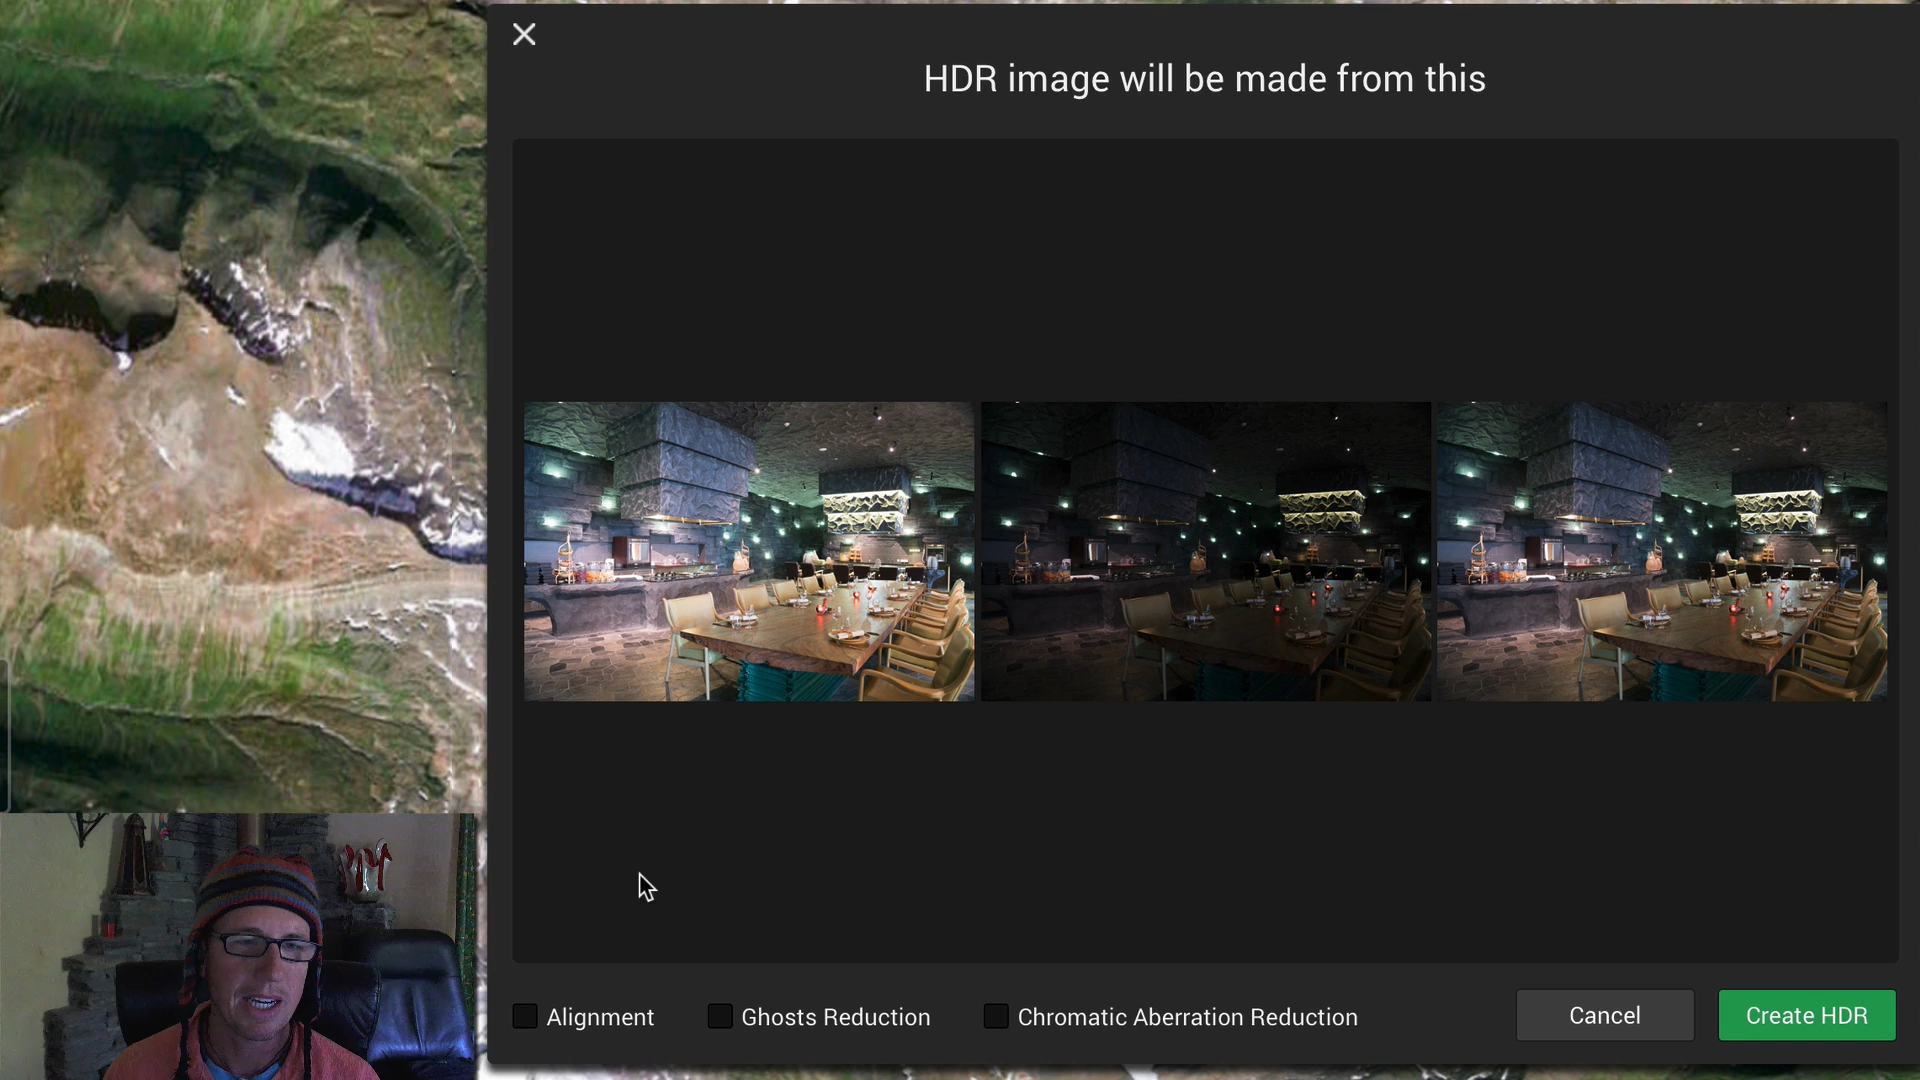 HDR image will be made from this
Alignment
Ghosts Reduction
Chromatic Aberration Reduction
Cancel
Create HDR